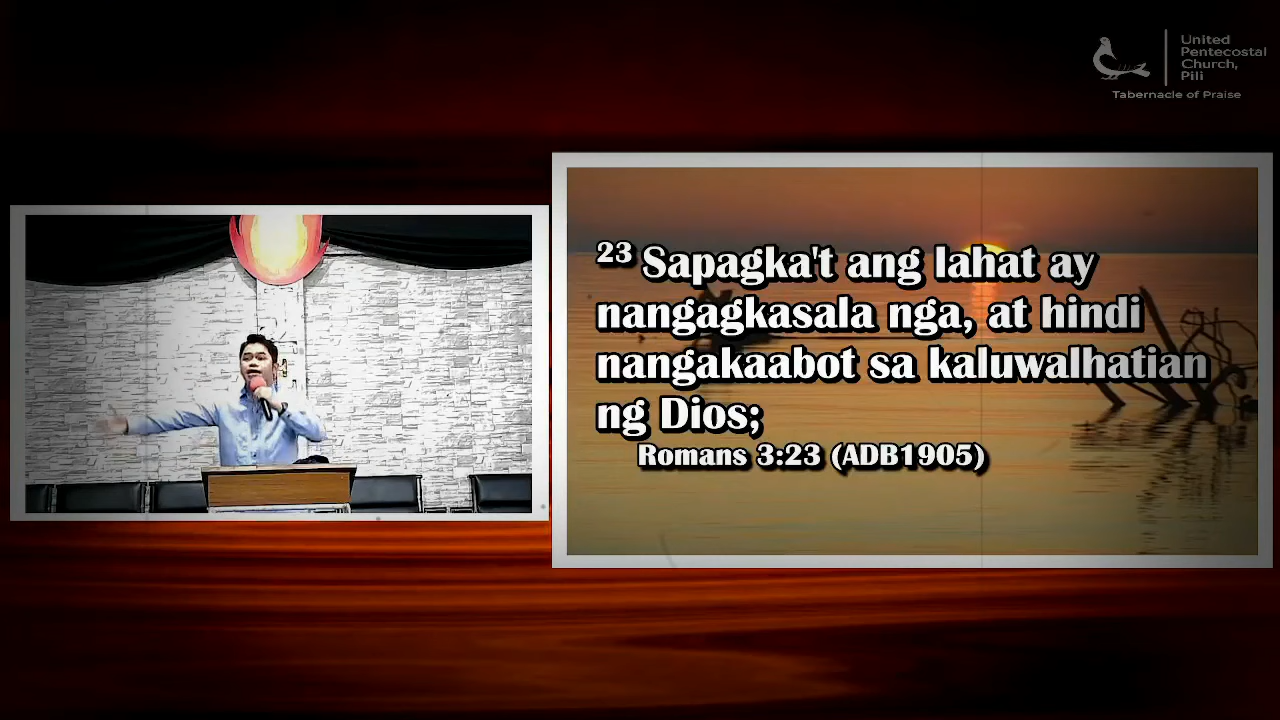 United
Pentecostal
Church,
Pili
Tabernacle of Praise
23 Sapagka't ang lahat ay
nangagkasala nga, at hindi
nangakaabot sa kaluwalhatian
ng Dios;
Romans 3:23 (ADB1905)